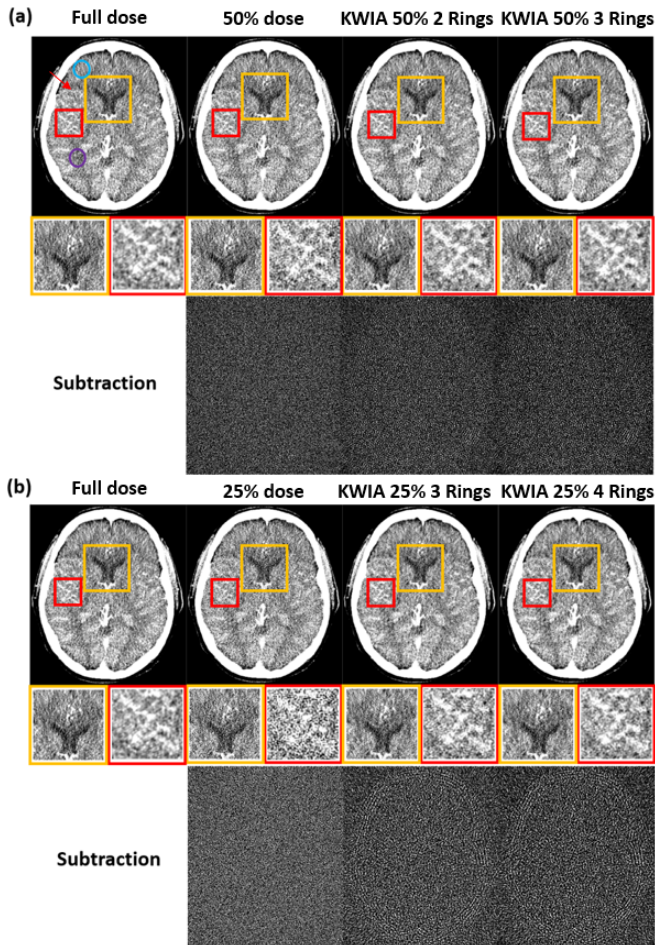 (a) Full dose 50% dose KWIA 50% 2 Rings KWIA 50% 3 Rings
Subtraction
(b) Full dose 25% dose KWIA 25% 3 Rings KWIA 25% 4 Rings
Subtraction